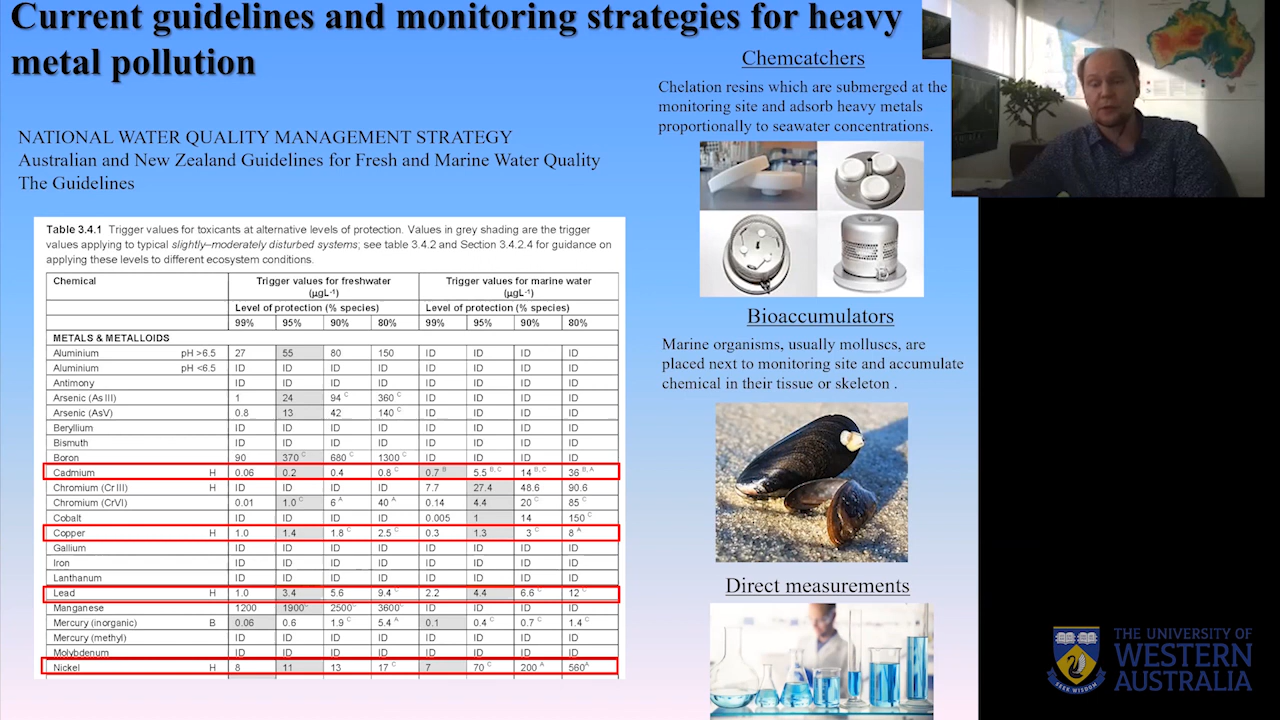 Current guidelines and monitoring strategies for heavy
metal pollution
NATIONAL WATER QUALITY MANAGEMENT STRATEGY
Australian and New Zealand Guidelines for Fresh and Marine Water Quality
The Guidelines
Table 3.4.1 Trigger values for toxicants at alternative levels of protection. Values in grey shading are the trigger
values applying to typical slightly–moderately disturbed systems; see table 3.4.2 and Section 3.4.2.4 for guidance on
applying these levels to different ecosystem conditions.
Chemical Trigger values for freshwater Trigger values for marine water
(µgL-1) (µgL-1)
Level of protection (% species) Level of protection (% species)
99% 95% 90% 80% 99% 95% 90% 80%
METALS & METALLOIDS
Aluminium pH >6.5 27 55 80 150 ID ID ID ID
Aluminium pH <6.5 ID ID ID ID ID ID ID ID
Antimony ID ID ID ID ID ID ID ID
Arsenic (As III) 1 24 94 C 360 C ID ID ID ID
Arsenic (AsV) 0.8 13 42 140 C ID ID ID ID
Beryllium ID ID ID ID ID ID ID ID
Bismuth ID ID ID ID ID ID ID ID
Boron 90 370 C 680 C 1300 C ID ID ID ID
Cadmium H 0.06 0.2 0.4 0.8 C 0.7 B 5.5 B, C 14 B, C 36 B, A
Chromium (Cr III) H ID ID ID ID 7.7 27.4 48.6 90.6
Chromium (CrVI) 0.01 1.0 C 6 A 40 A 0.14 4.4 20 C 85 C
Cobalt ID ID ID ID 0.005 1 14 150 C
Copper H 1.0 1.4 1.8 C 2.5 C 0.3 1.3 3 C 8 A
Gallium ID ID ID ID ID ID ID ID
Iron ID ID ID ID ID ID ID ID
Lanthanum ID ID ID ID ID ID ID ID
Lead H 1.0 3.4 5.6 9.4 C 2.2 4.4 6.6 C 12 C
Manganese 1200 1900C 2500C 3600C ID ID ID ID
Mercury (inorganic) B 0.06 0.6 1.9 C 5.4 A 0.1 0.4 C 0.7 C 1.4 C
Mercury (methyl) ID ID ID ID ID ID ID ID
Molybdenum ID ID ID ID ID ID ID ID
Nickel H 8 11 13 17 C 7 70 C 200 A 560A
Chemcatchers
Chelation resins which are submerged at the
monitoring site and adsorb heavy metals
proportionally to seawater concentrations.
Bioaccumulators
Marine organisms, usually molluscs, are
placed next to monitoring site and accumulate
chemical in their tissue or skeleton .
Direct measurements
THE UNIVERSITY OF
WESTERN
AUSTRALIA
SEEK WISDOM